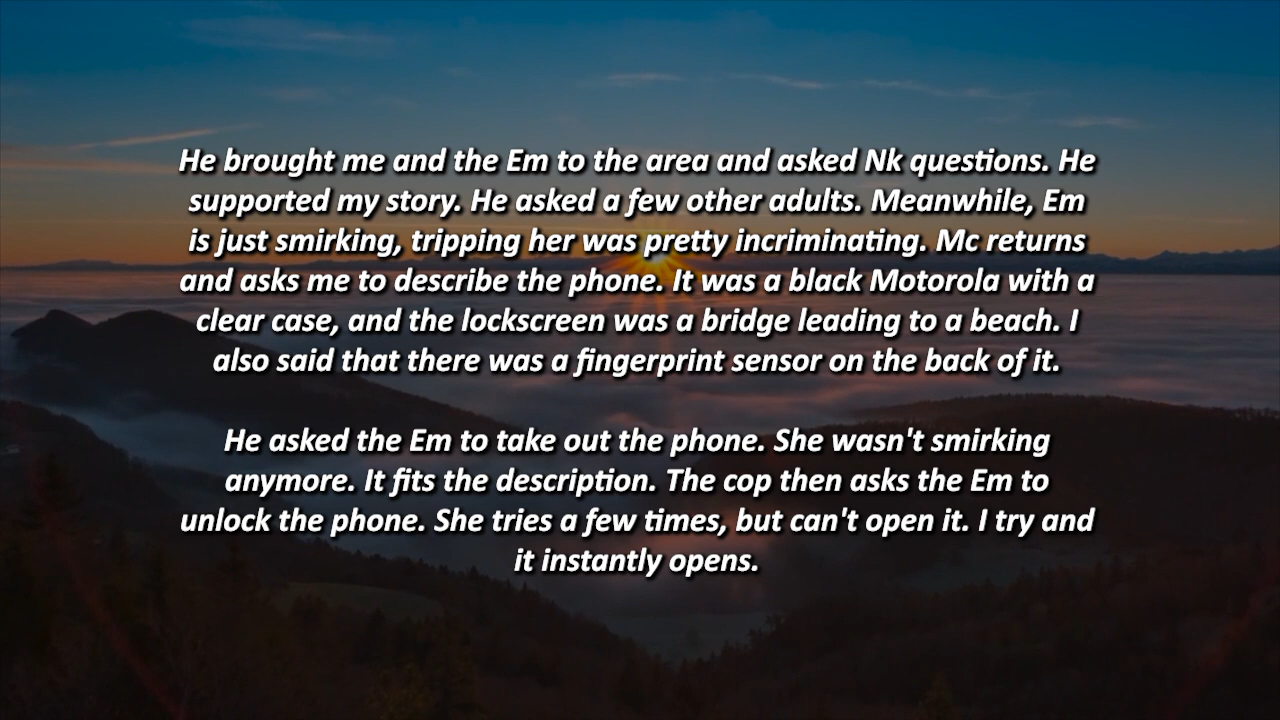 He brought me and the Em to the area and asked Nk questions. He
supported my story. He asked a few other adults. Meanwhile, Em
is just smirking, tripping her was pretty incriminating. Mc returns
and asks me to describe the phone. It was a black Motorola with a
clear case, and the lockscreen was a bridge leading to a beach. I
also said that there was a fingerprint sensor on the back of it.
He asked the Em to take out the phone. She wasn't smirking
anymore. It fits the description. The cop then asks the Em to
unlock the phone. She tries a few times, but can't open it. I try and
it instantly opens.